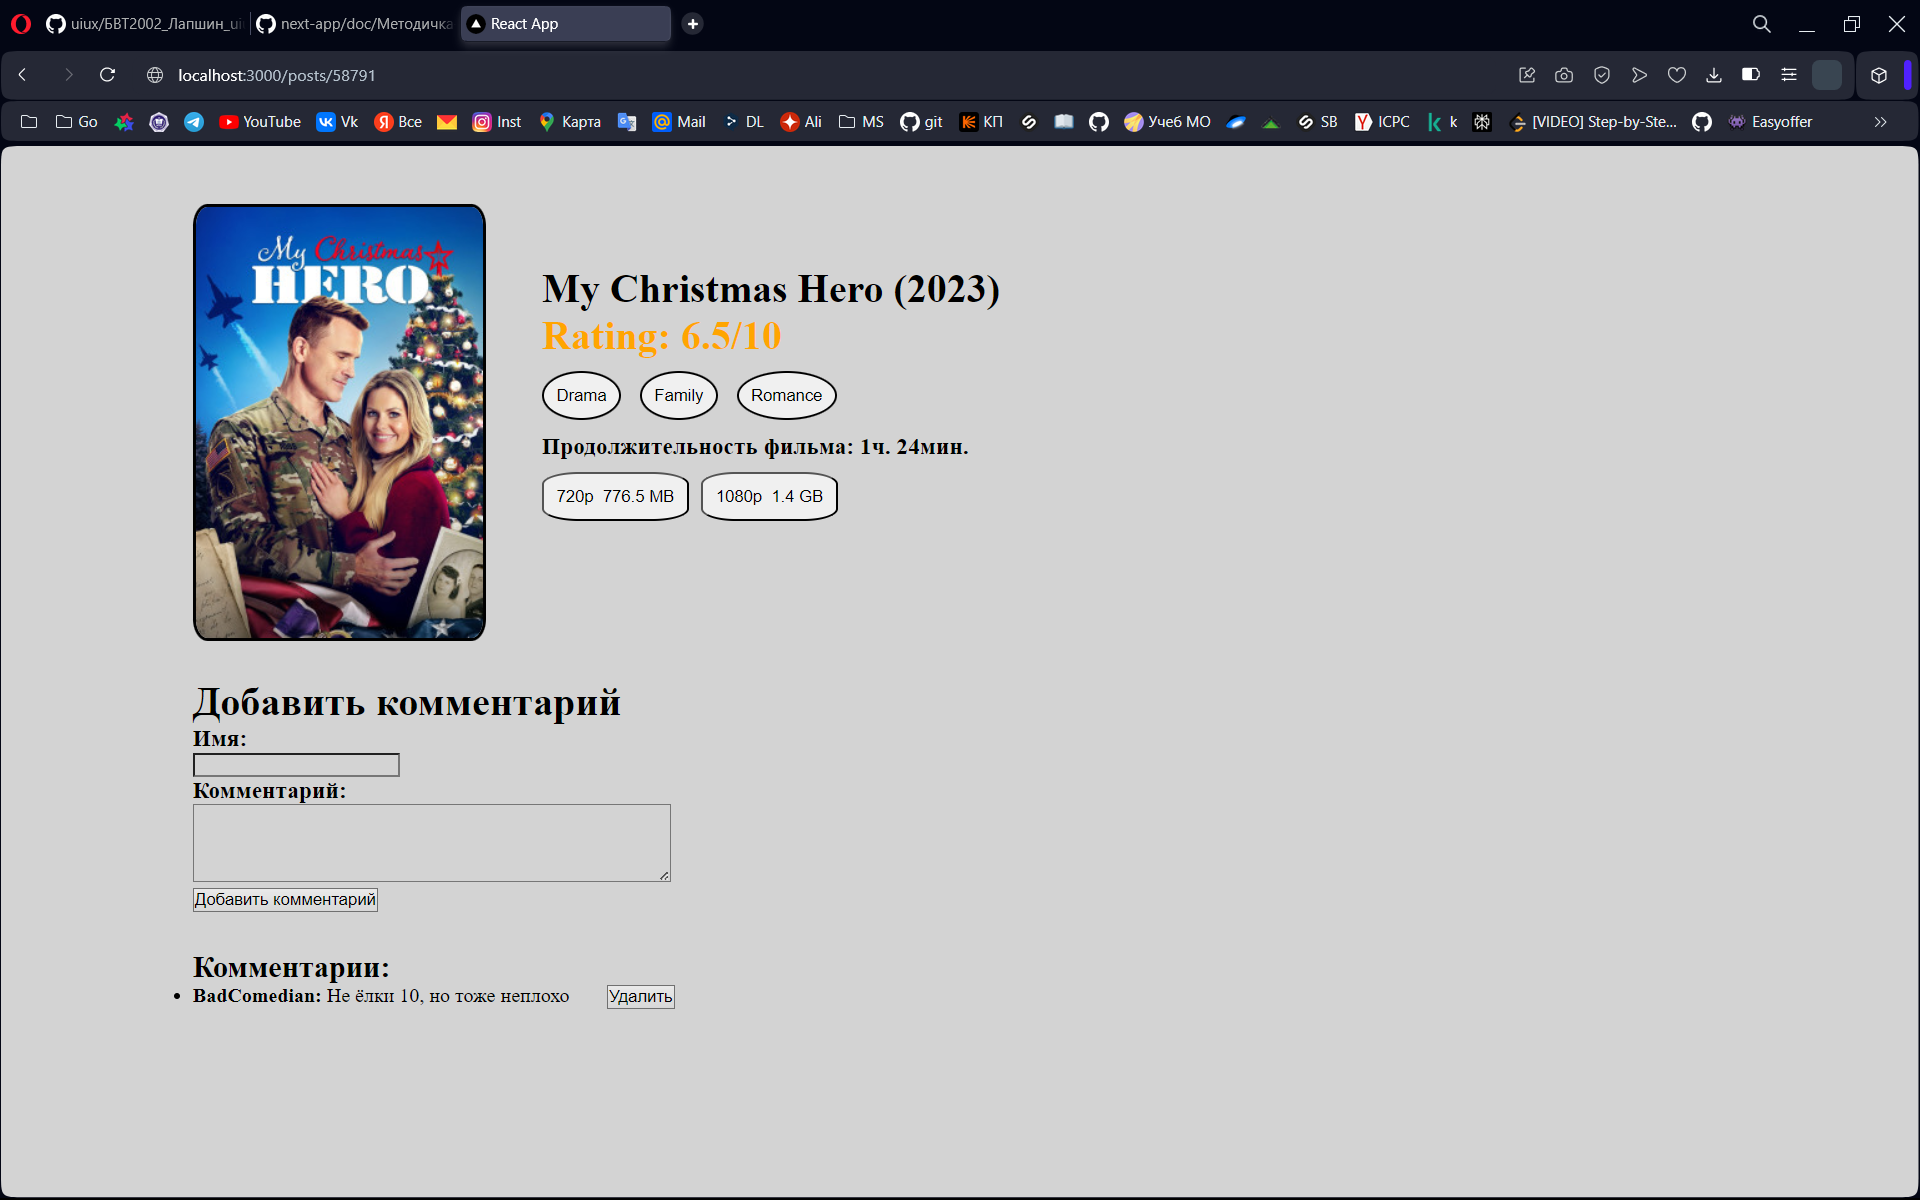 uiux/БВТ2002_Лапшин_ui
next-app/doc/Методичка
React App
localhost:3000/posts/58791
Go
YouTube
Vk
Все
Inst
Карта
Mail
DL
Ali
MS
git
КП
Учеб МО
SB
ICPC
k
[VIDEO] Step-by-Ste...
Easyoffer
My Christmas
HERO
My Christmas Hero (2023)
Rating: 6.5/10
Drama
Family
Romance
Продолжительность фильма: 1ч. 24мин.
720p 776.5 MB
1080p 1.4 GB
Добавить комментарий
Имя:
Комментарий:
Добавить комментарий
Комментарии:
BadComedian: Не ёлки 10, но тоже неплохо
Удалить